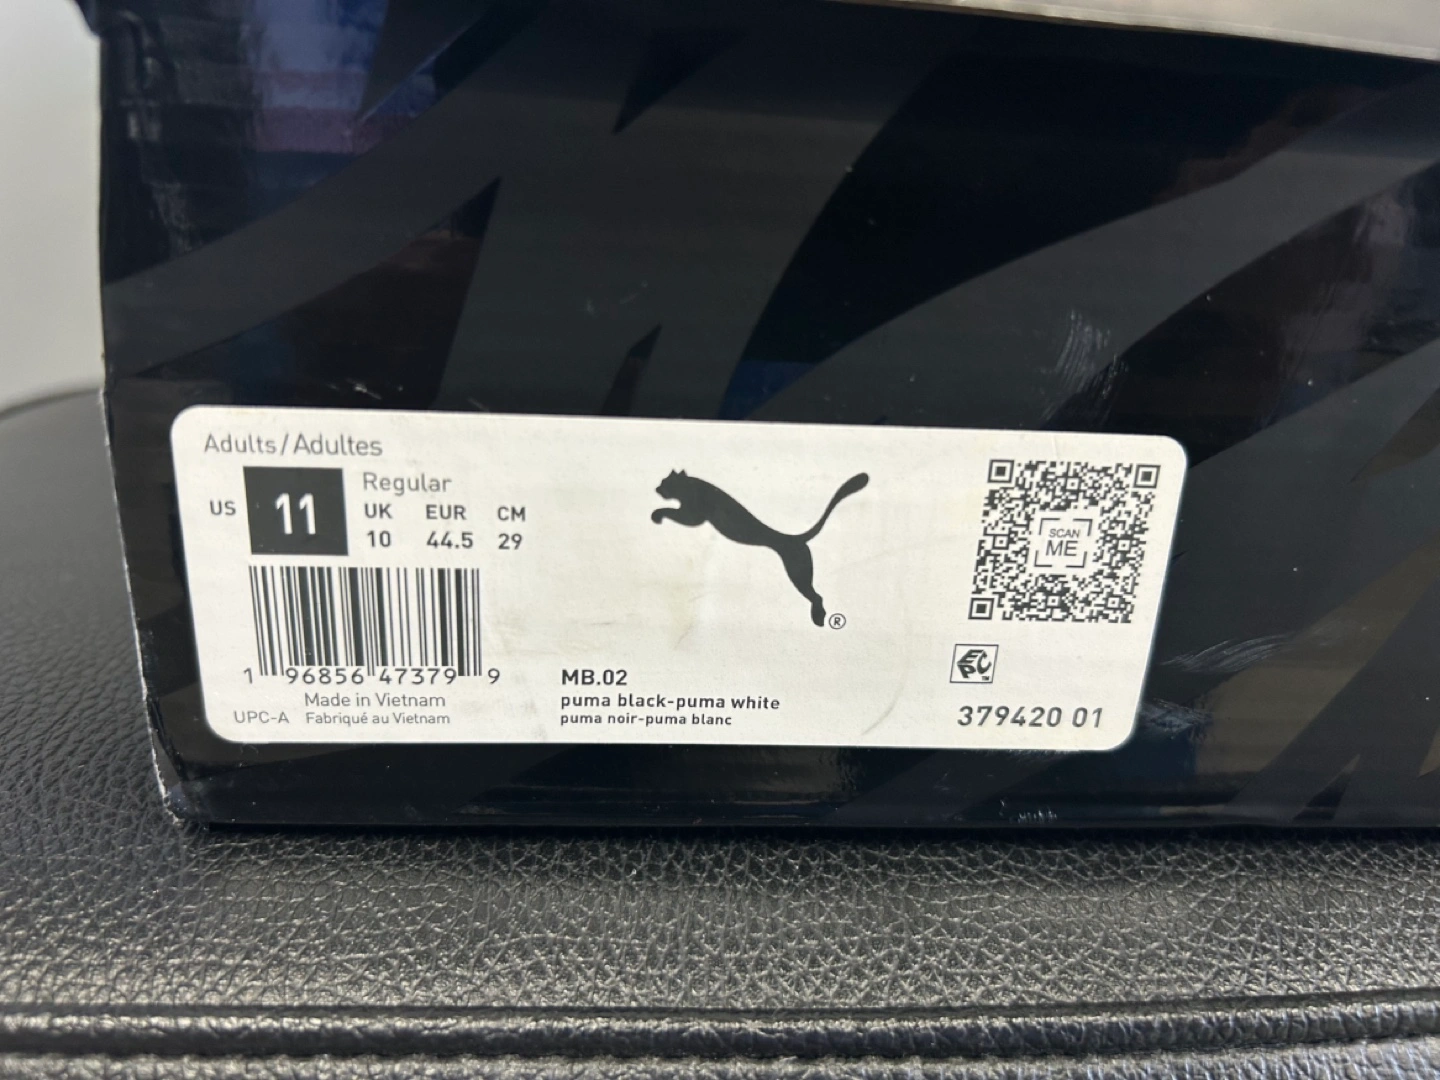 Adults/Adultes
US 11
Regular
UK EUR CM
10 44.5 29
1 96856 47379 9
Made in Vietnam
UPC-A Fabriqué au Vietnam
®
MB.02
puma black-puma white
puma noir-puma blanc
SCAN
ME
EPC™
379420 01